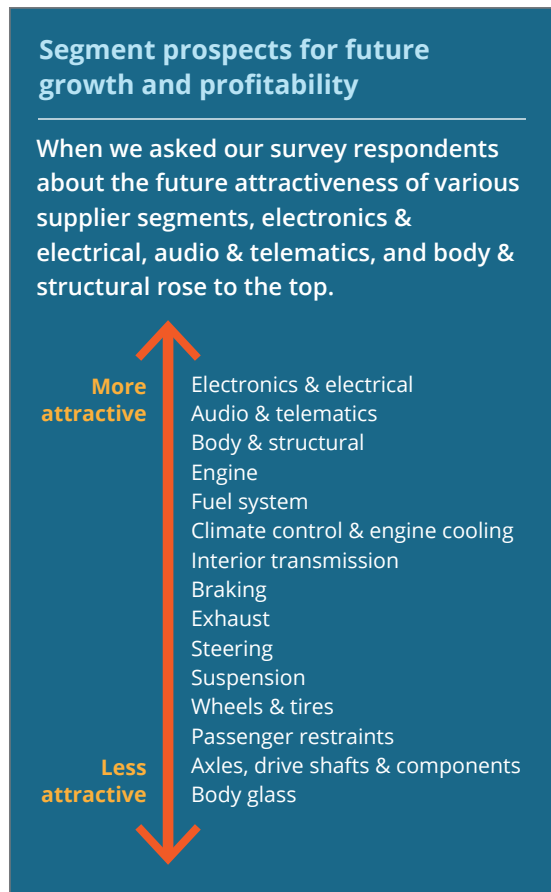 Segment prospects for future
growth and profitability
When we asked our survey respondents
about the future attractiveness of various
supplier segments, electronics &
electrical, audio & telematics, and body &
structural rose to the top.
More
attractive
Electronics & electrical
Audio & telematics
Body & structural
Engine
Fuel system
Climate control & engine cooling
Interior transmission
Braking
Exhaust
Steering
Suspension
Wheels & tires
Passenger restraints
Axles, drive shafts & components
Body glass
Less
attractive